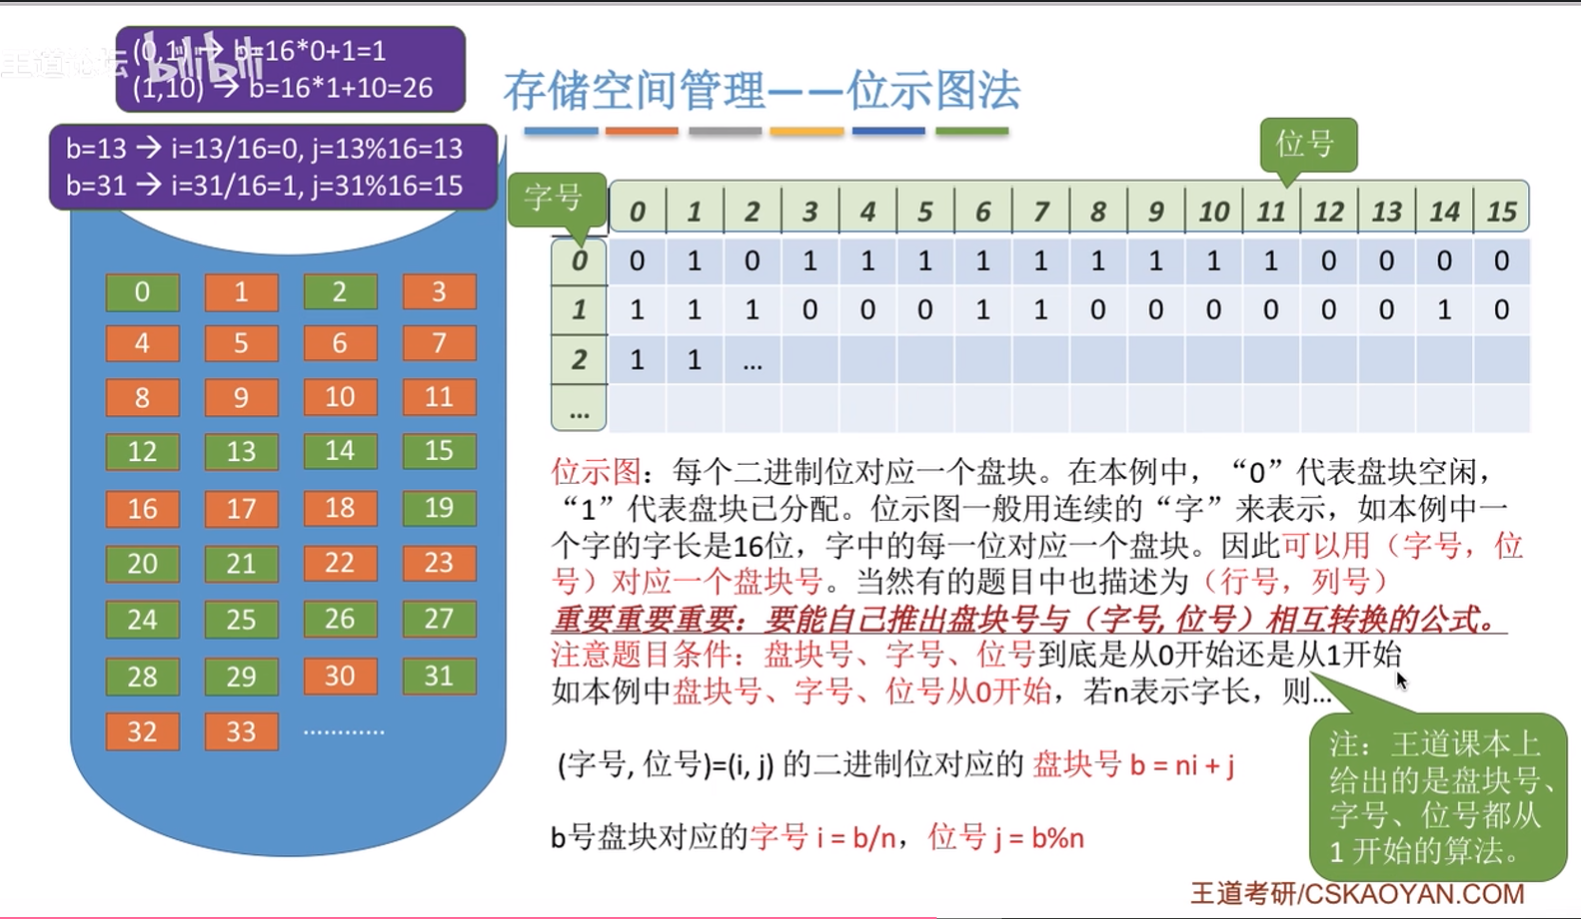 王道论坛 bilibili
(0,1) → b=16*0+1=1
(1,10) → b=16*1+10=26
存储空间管理——位示图法
b=13 → i=13/16=0, j=13%16=13
b=31 → i=31/16=1, j=31%16=15
位号
字号
0 1 2 3 4 5 6 7 8 9 10 11 12 13 14 15
0 0 1 0 1 1 1 1 1 1 1 1 1 0 0 0 0
1 1 1 1 0 0 0 1 1 0 0 0 0 0 0 1 0
2 1 1 ...
...
0 1 2 3
4 5 6 7
8 9 10 11
12 13 14 15
16 17 18 19
20 21 22 23
24 25 26 27
28 29 30 31
32 33 …………
位示图：每个二进制位对应一个盘块。在本例中，“0”代表盘块空闲，
“1”代表盘块已分配。位示图一般用连续的“字”来表示，如本例中一
个字的字长是16位，字中的每一位对应一个盘块。因此可以用（字号，位
号）对应一个盘块号。当然有的题目中也描述为（行号，列号）
重要重要重要：要能自己推出盘块号与（字号, 位号）相互转换的公式。
注意题目条件：盘块号、字号、位号到底是从0开始还是从1开始
如本例中盘块号、字号、位号从0开始，若n表示字长，则...
(字号, 位号)=(i, j) 的二进制位对应的 盘块号 b = ni + j
b号盘块对应的字号 i = b/n，位号 j = b%n
注：王道课本上
给出的是盘块号、
字号、位号都从
1 开始的算法。
王道考研/CSKAOYAN.COM